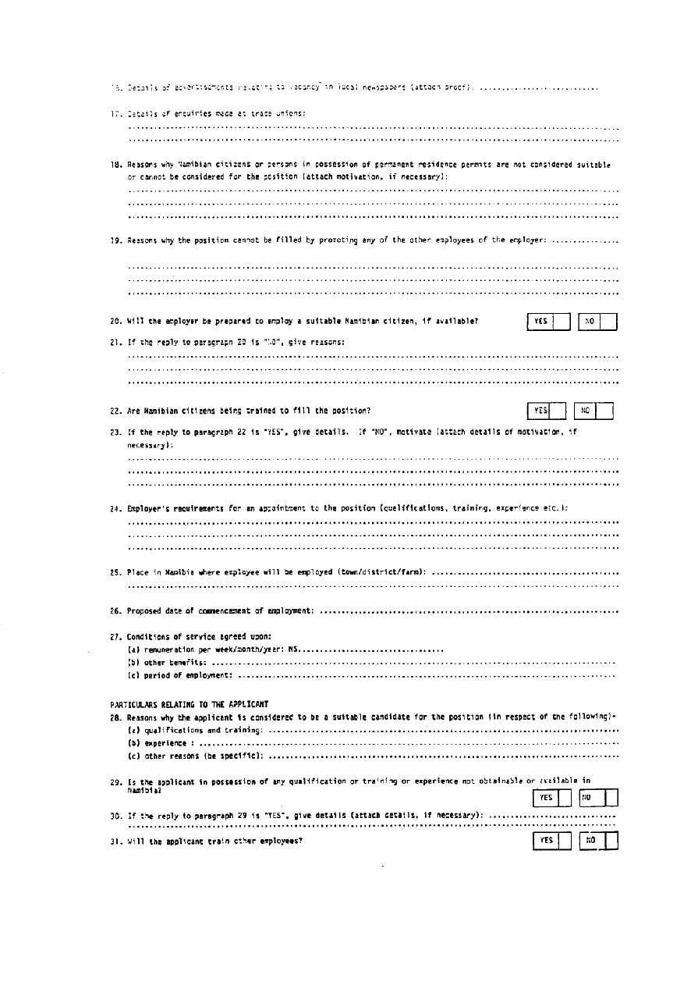 16. Details of advertisements relating to vacancy in local newspapers (attach proof). ...........................
17. Details of enquiries made at trade unions:
..................................................................................................................
..................................................................................................................
18. Reasons why Namibian citizens or persons in possession of permanent residence permits are not considered suitable
or cannot be considered for the position (attach motivation, if necessary):
..................................................................................................................
..................................................................................................................
..................................................................................................................
19. Reasons why the position cannot be filled by promoting any of the other employees of the employer: ................
..................................................................................................................
..................................................................................................................
..................................................................................................................
20. Will the employer be prepared to employ a suitable Namibian citizen, if available? YES NO
21. If the reply to paragraph 20 is "NO", give reasons:
..................................................................................................................
..................................................................................................................
..................................................................................................................
22. Are Namibian citizens being trained to fill the position? YES NO
23. If the reply to paragraph 22 is "YES", give details. If "NO", motivate (attach details of motivation, if
necessary):
..................................................................................................................
..................................................................................................................
..................................................................................................................
24. Employer's requirements for an appointment to the position (qualifications, training, experience etc.):
..................................................................................................................
..................................................................................................................
..................................................................................................................
25. Place in Namibia where employee will be employed (town/district/farm): ...........................................
..................................................................................................................
26. Proposed date of commencement of employment: .....................................................................
27. Conditions of service agreed upon:
(a) remuneration per week/month/year: N$..................................
(b) other benefits: ..............................................................................................
(c) period of employment: .......................................................................................
PARTICULARS RELATING TO THE APPLICANT
28. Reasons why the applicant is considered to be a suitable candidate for the position (in respect of the following)-
(a) qualifications and training: .................................................................................
(b) experience : .................................................................................................
(c) other reasons (be specific): .................................................................................
29. Is the applicant in possession of any qualification or training or experience not obtainable or available in
Namibia? YES NO
30. If the reply to paragraph 29 is "YES", give details (attach details, if necessary): .............................
..................................................................................................................
31. Will the applicant train other employees? YES NO